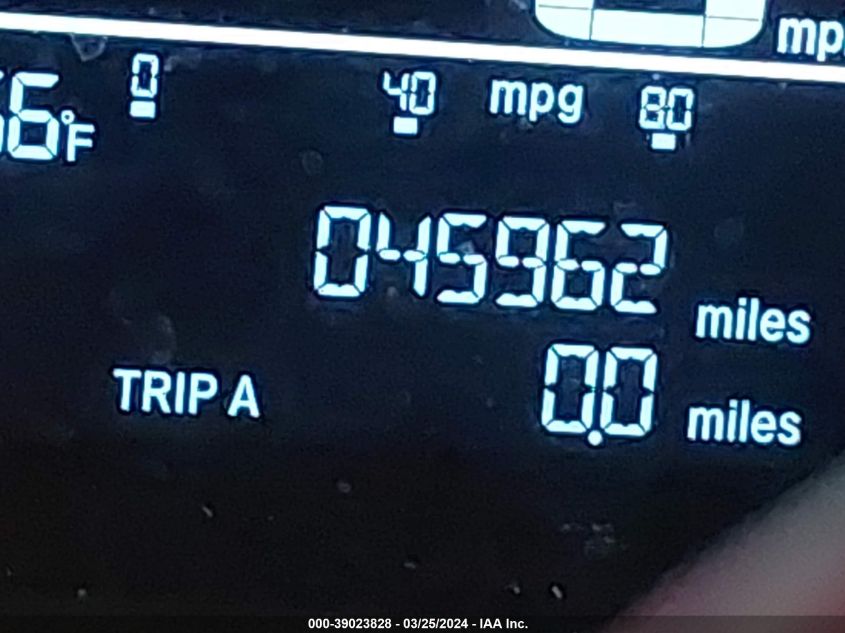 mp
0 40 mpg 80
6°F
045962 miles
TRIP A 0.0 miles
000-39023828 - 03/25/2024 - IAA Inc.